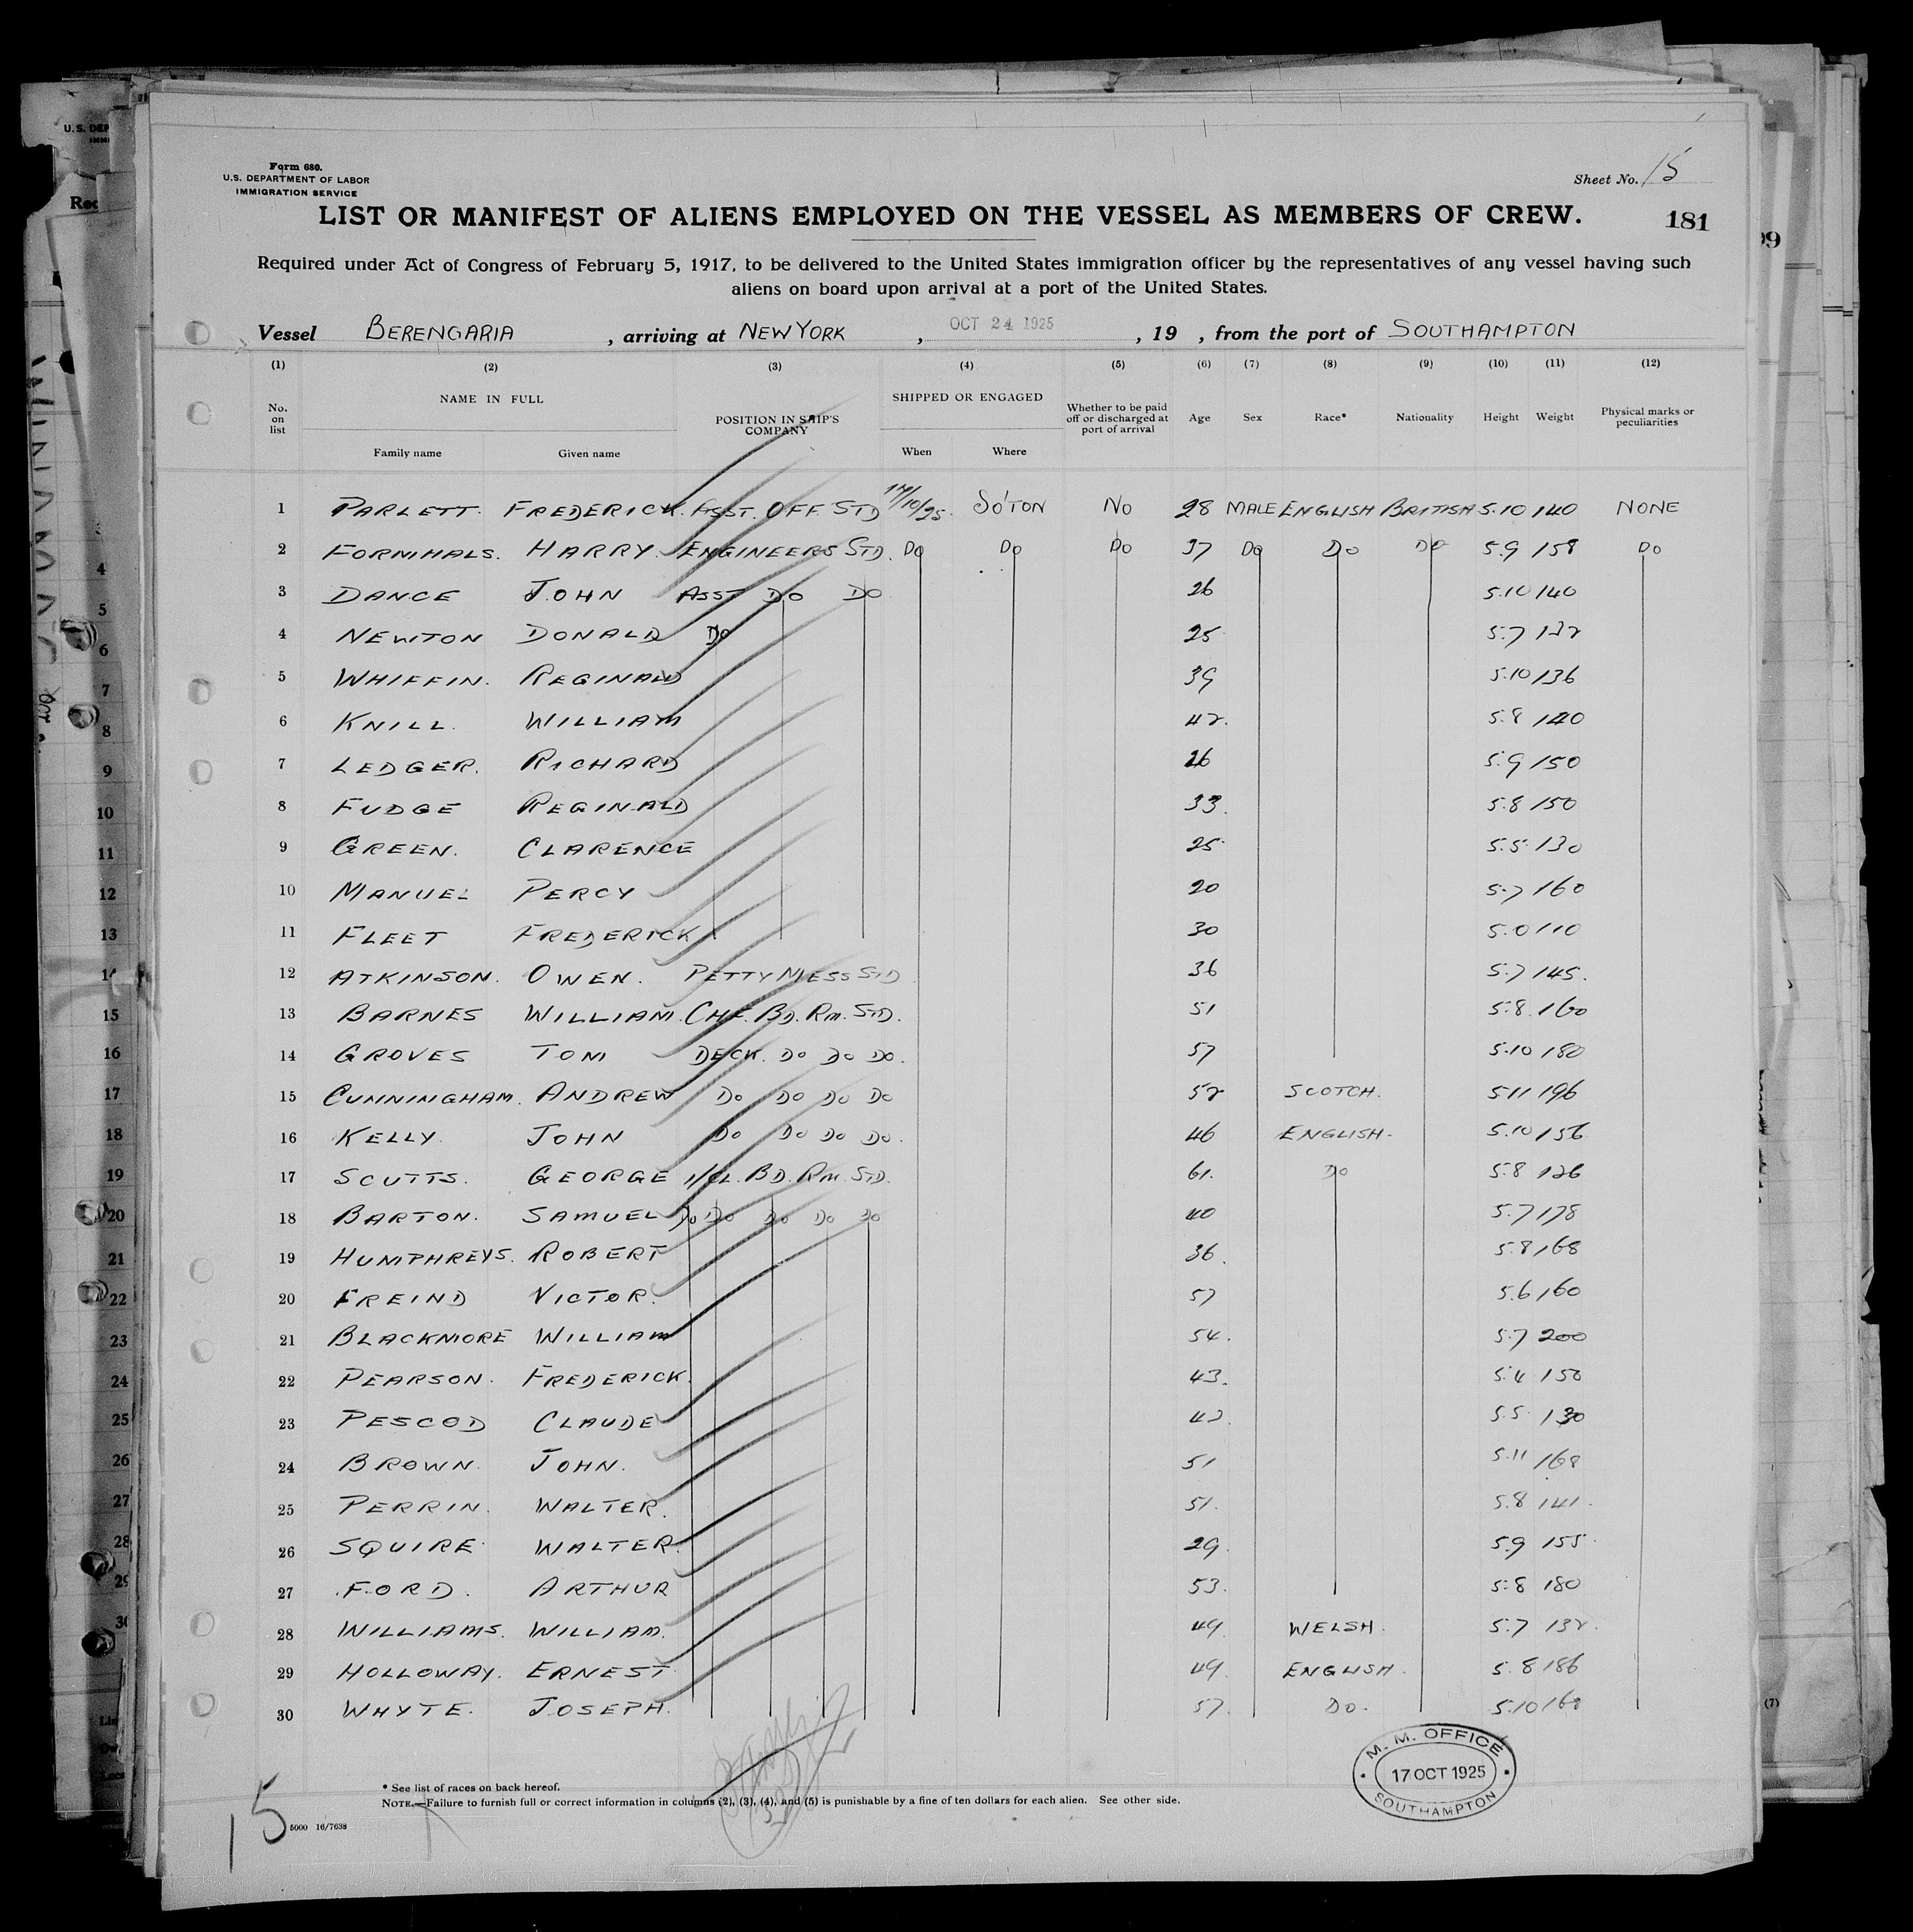 Form 680.
U.S. DEPARTMENT OF LABOR
IMMIGRATION SERVICE
Sheet No. 15
LIST OR MANIFEST OF ALIENS EMPLOYED ON THE VESSEL AS MEMBERS OF CREW.
181
Required under Act of Congress of February 5, 1917, to be delivered to the United States immigration officer by the representatives of any vessel having such
aliens on board upon arrival at a port of the United States.
Vessel BERENGARIA , arriving at NEW YORK , OCT 24 1925 , 19 , from the port of SOUTHAMPTON
(1) (2) (3) (4) (5) (6) (7) (8) (9) (10) (11) (12)
No. on list NAME IN FULL POSITION IN SHIP'S COMPANY SHIPPED OR ENGAGED Whether to be paid off or discharged at port of arrival Age Sex Race* Nationality Height Weight Physical marks or peculiarities
Family name Given name When Where
1 PARLETT. FREDERICK. ASST. OFF. STD 17/10/25. SO'TON NO 28 MALE ENGLISH BRITISH 5.10 140 NONE
2 FORNHALS. HARRY. ENGINEERS STD. DO DO DO 37 DO DO DO 5.9 158 DO
3 DANCE JOHN ASST DO DO 26 5.10 140
4 NEWTON DONALD DO 25 5.7 132
5 WHIFFIN. REGINALD 39 5.10 136
6 KNILL. WILLIAM 42. 5.8 140
7 LEDGER. RICHARD 26 5.9 150
8 FUDGE REGINALD 33. 5.8 150
9 GREEN. CLARENCE 25 5.5 130
10 MANUEL PERCY 20 5.7 160
11 FLEET FREDERICK 30 5.0 110
12 ATKINSON. OWEN. PETTY MESS STD 36 5.7 145.
13 BARNES WILLIAM. CHF. BD. RM. STD. 51 5.8. 160
14 GROVES TOM DECK. DO DO DO. 57 5.10 180
15 CUNNINGHAM. ANDREW DO DO DO DO 52 SCOTCH. 5.11 196
16 KELLY. JOHN DO DO DO DO. 46 ENGLISH. 5.10 156
17 SCUTTS. GEORGE 1/CL. BD. RM. STD. 61. DO 5.8 126
18 BARTON. SAMUEL DO DO DO DO DO 40 5.7 178
19 HUMPHREYS. ROBERT 36. 5.8 168
20 FREIND VICTOR. 57 5.6 160
21 BLACKMORE WILLIAM 54. 5.7 200
22 PEARSON. FREDERICK. 43. 5.4 150
23 PESCOD CLAUDE 42. 5.5. 130
24 BROWN. JOHN. 51 5.11 168
25 PERRIN. WALTER. 51. 5.8 141.
26 SQUIRE WALTER. 29. 5.9 155.
27 FORD. ARTHUR 53. 5.8 180
28 WILLIAMS. WILLIAM. 49. WELSH. 5.7 132.
29 HOLLOWAY. ERNEST. 49. ENGLISH. 5.8 186
30 WHYTE. JOSEPH. 57. DO. 5.10 168
M. M. OFFICE
17 OCT 1925
SOUTHAMPTON
* See list of races on back hereof.
NOTE.—Failure to furnish full or correct information in columns (2), (3), (4), and (5) is punishable by a fine of ten dollars for each alien. See other side.
15
5000 16/7638